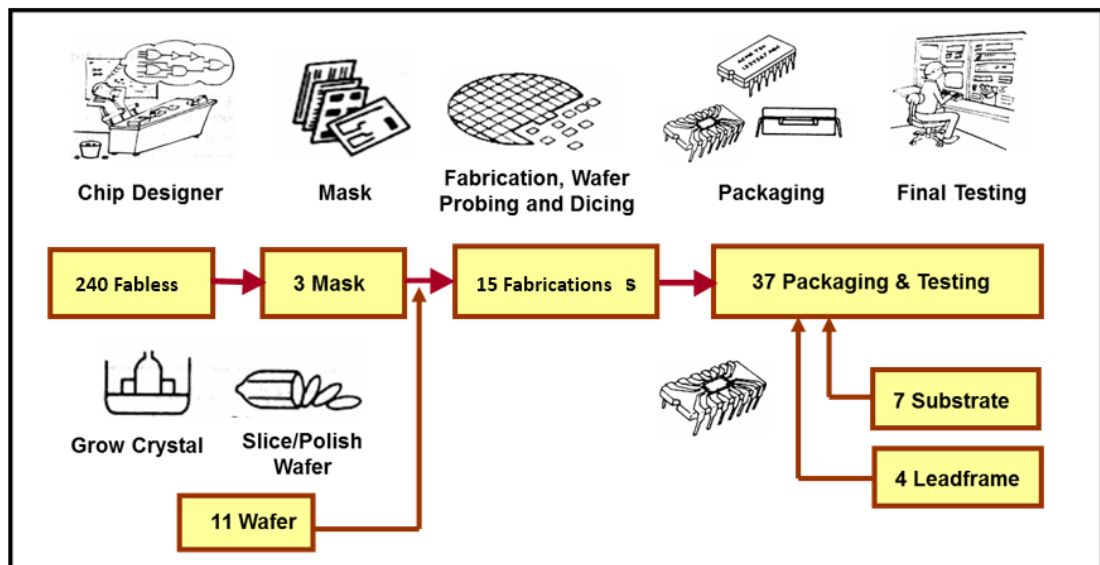 Chip Designer
Mask
Fabrication, Wafer
Probing and Dicing
Packaging
Final Testing
240 Fabless
3 Mask
15 Fabrications s
37 Packaging & Testing
Grow Crystal
Slice/Polish
Wafer
7 Substrate
4 Leadframe
11 Wafer